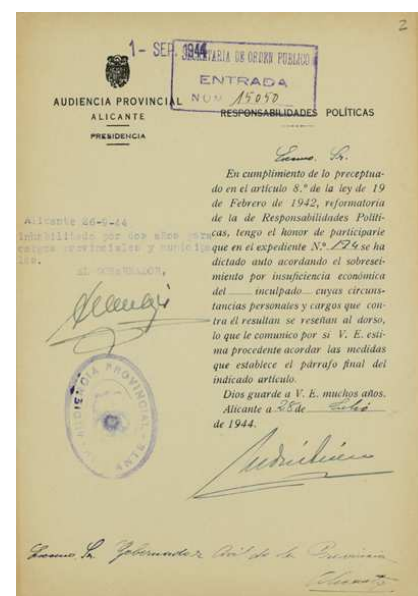 2
1- SEP. 1944
SECRETARIA DE ORDEN PUBLICO
ENTRADA
NUM 15050
AUDIENCIA PROVINCIAL
ALICANTE
PRESIDENCIA
RESPONSABILIDADES POLÍTICAS
Excmo. Sr.
En cumplimiento de lo preceptua-
do en el artículo 8.º de la ley de 19
de Febrero de 1942, reformatoria
de la de Responsabilidades Políti-
cas, tengo el honor de participarle
que en el expediente N.º 174 se ha
dictado auto acordando el sobresei-
miento por insuficiencia económica
del inculpado cuyas circuns-
tancias personales y cargos que con-
tra él resultan se reseñan al dorso,
lo que le comunico por si V. E. esti-
ma procedente acordar las medidas
que establece el párrafo final del
indicado artículo.
Dios guarde a V. E. muchos años.
Alicante a 28 de Julio
de 1944.
Alicante 26-9-44
Inhabilitado por dos años para
cargos provinciales y municipa-
les.
EL GOBERNADOR,
AUDIENCIA PROVINCIAL
Excmo Sr Gobernador Civil de la Provincia
Alicante